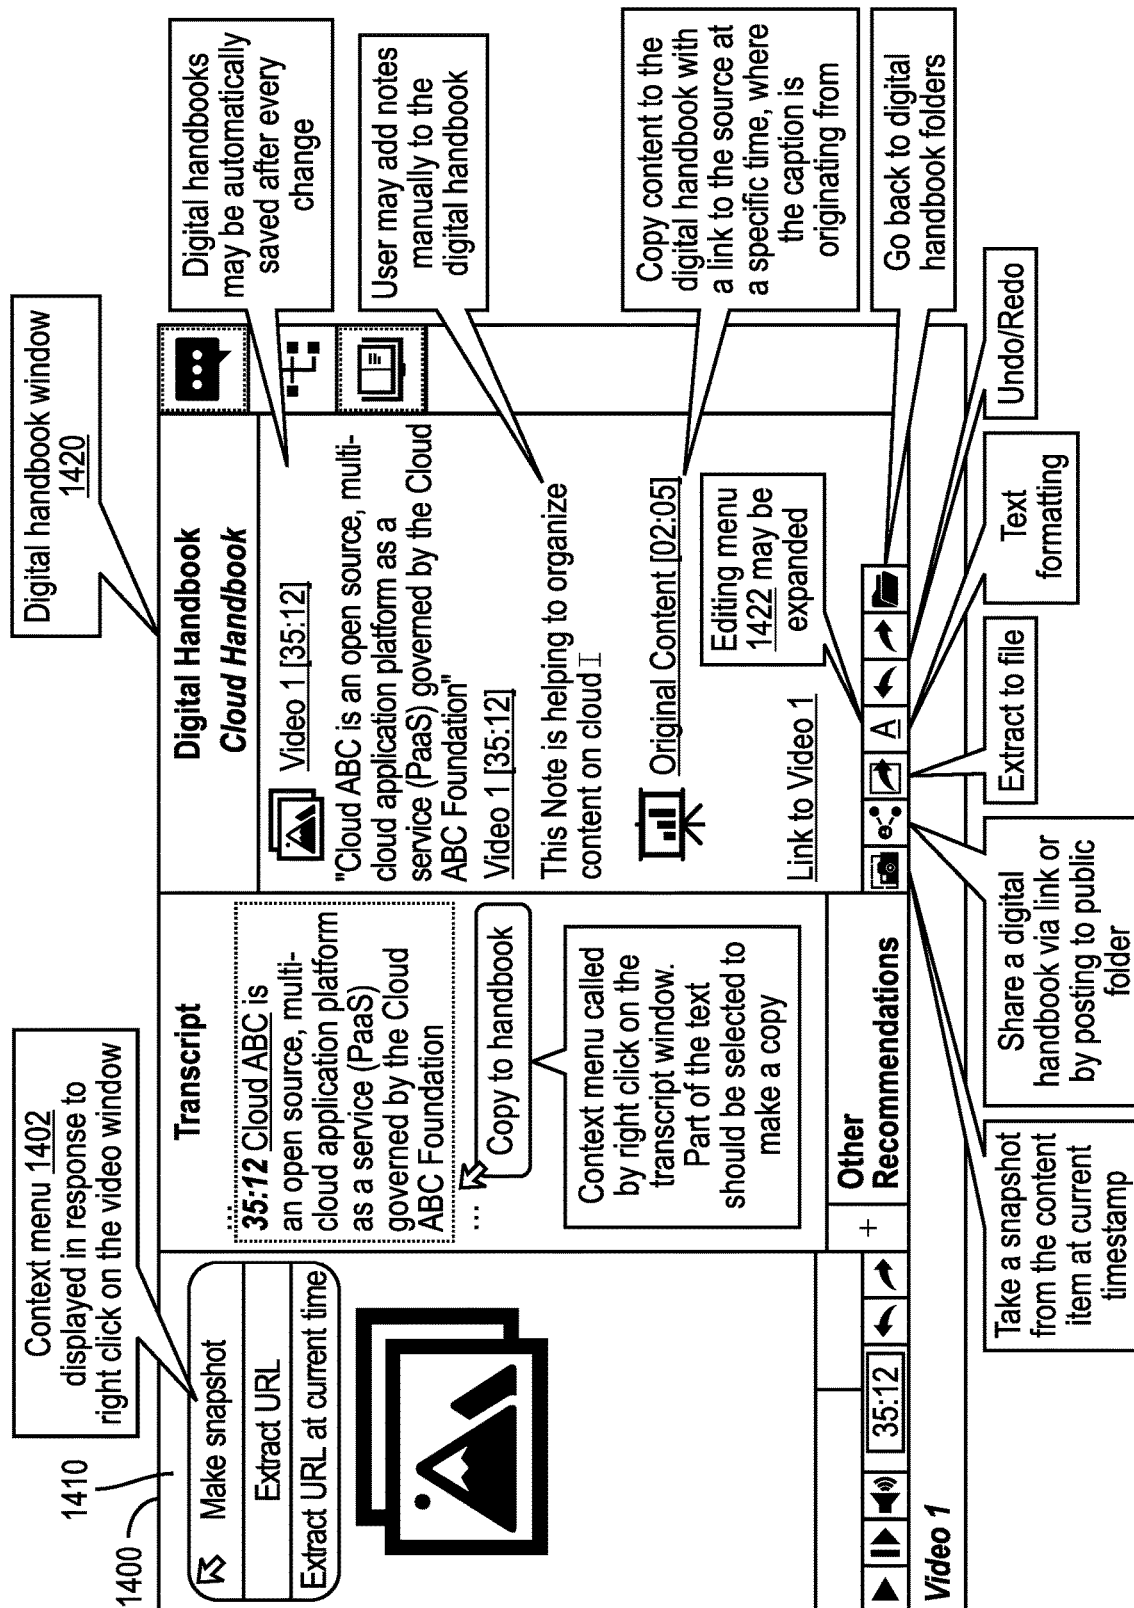 Context menu 1402
displayed in response to
right click on the video window
Digital handbook window
1420
1410
1400
Make snapshot
Extract URL
Extract URL at current time
35:12
Video 1
Transcript
...
35:12 Cloud ABC is
an open source, multi-
cloud application platform
as a service (PaaS)
governed by the Cloud
ABC Foundation
...
Copy to handbook
Context menu called
by right click on the
transcript window.
Part of the text
should be selected to
make a copy
+
Other
Recommendations
Digital Handbook
Cloud Handbook
Video 1 [35:12]
"Cloud ABC is an open source, multi-
cloud application platform as a
service (PaaS) governed by the Cloud
ABC Foundation"
Video 1 [35:12]
This Note is helping to organize
content on cloud
Original Content [02:05]
Link to Video 1
Editing menu
1422 may be
expanded
A
Digital handbooks
may be automatically
saved after every
change
User may add notes
manually to the
digital handbook
Copy content to the
digital handbook with
a link to the source at
a specific time, where
the caption is
originating from
Go back to digital
handbook folders
Take a snapshot
from the content
item at current
timestamp
Share a digital
handbook via link or
by posting to public
folder
Extract to file
Text
formatting
Undo/Redo